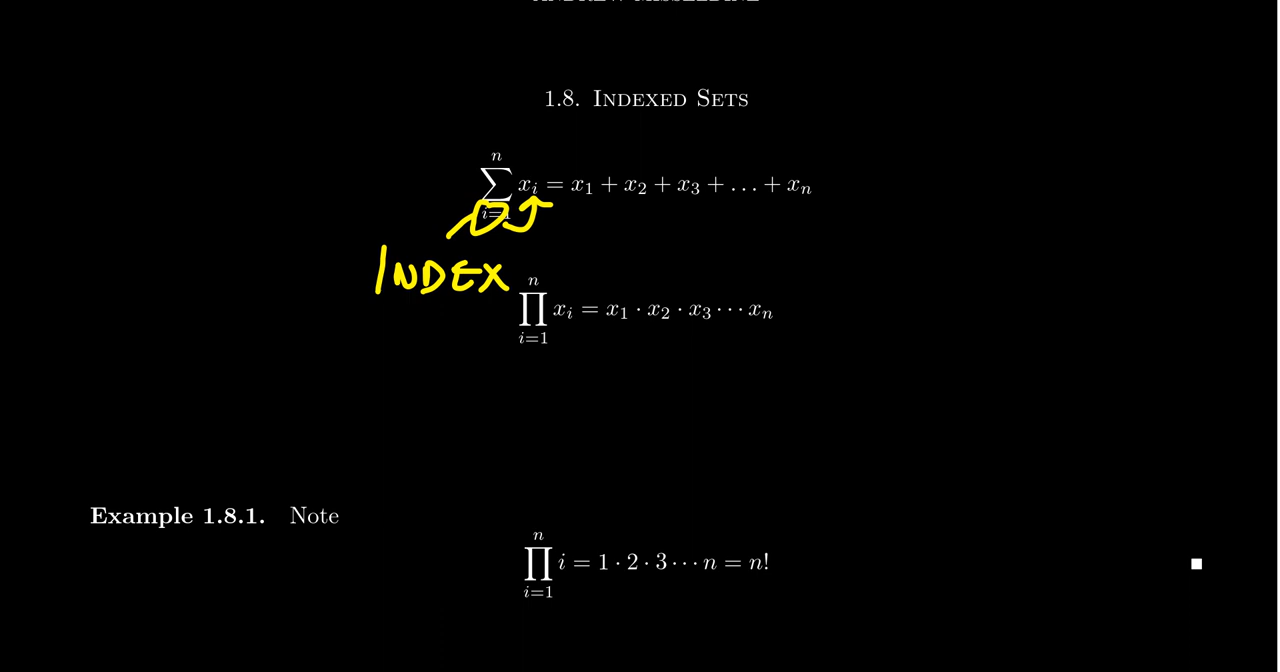 1.8. Indexed Sets
n
∑ x_i = x_1 + x_2 + x_3 + … + x_n
i=1
INDEX
n
∏ x_i = x_1 · x_2 · x_3 ··· x_n
i=1
Example 1.8.1. Note
n
∏ i = 1 · 2 · 3 ··· n = n!
i=1